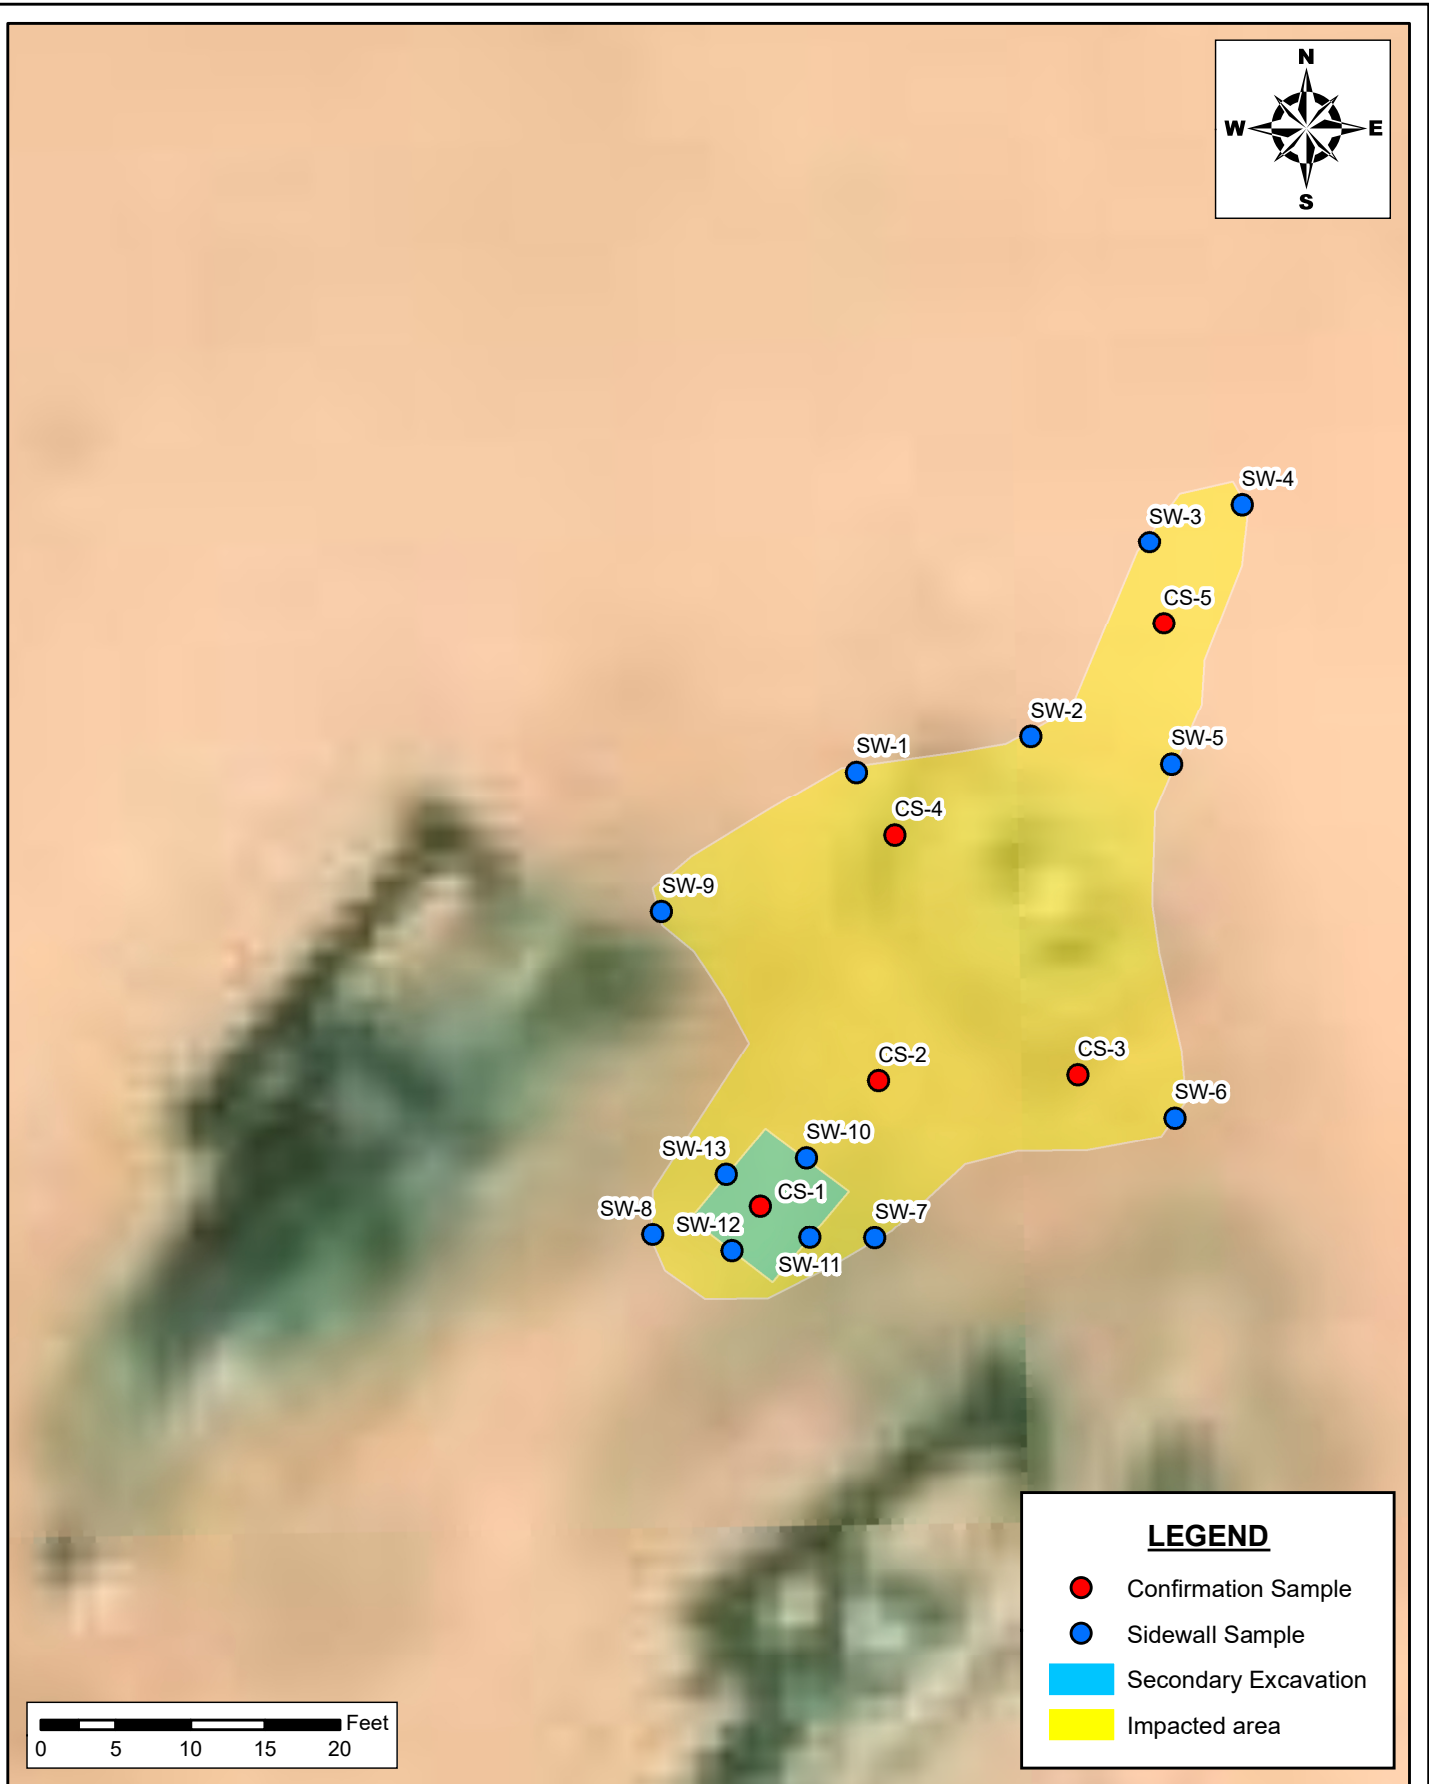 N
W E
S
SW-4
SW-3
CS-5
SW-2
SW-5
SW-1
CS-4
SW-9
CS-2
CS-3
SW-6
SW-10
SW-13
CS-1
SW-8
SW-12
SW-7
SW-11
LEGEND
Confirmation Sample
Sidewall Sample
Secondary Excavation
Impacted area
Feet
0 5 10 15 20